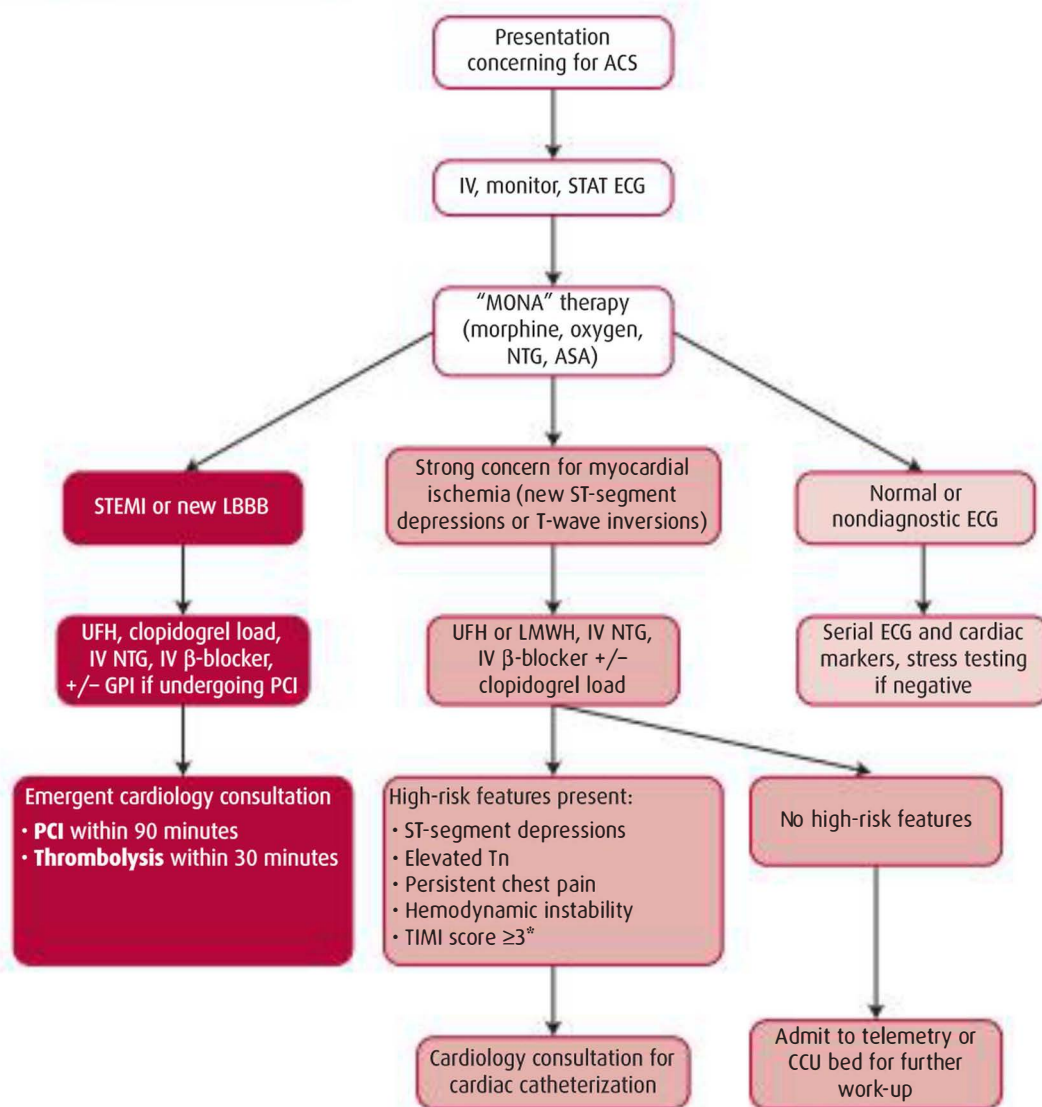 Presentation
concerning for ACS
IV, monitor, STAT ECG
“MONA” therapy
(morphine, oxygen,
NTG, ASA)
STEMI or new LBBB
Strong concern for myocardial
ischemia (new ST-segment
depressions or T-wave inversions)
Normal or
nondiagnostic ECG
UFH, clopidogrel load,
IV NTG, IV β-blocker,
+/– GPI if undergoing PCI
UFH or LMWH, IV NTG,
IV β-blocker +/–
clopidogrel load
Serial ECG and cardiac
markers, stress testing
if negative
Emergent cardiology consultation
• PCI within 90 minutes
• Thrombolysis within 30 minutes
High-risk features present:
• ST-segment depressions
• Elevated Tn
• Persistent chest pain
• Hemodynamic instability
• TIMI score ≥3*
No high-risk features
Cardiology consultation for
cardiac catheterization
Admit to telemetry or
CCU bed for further
work-up